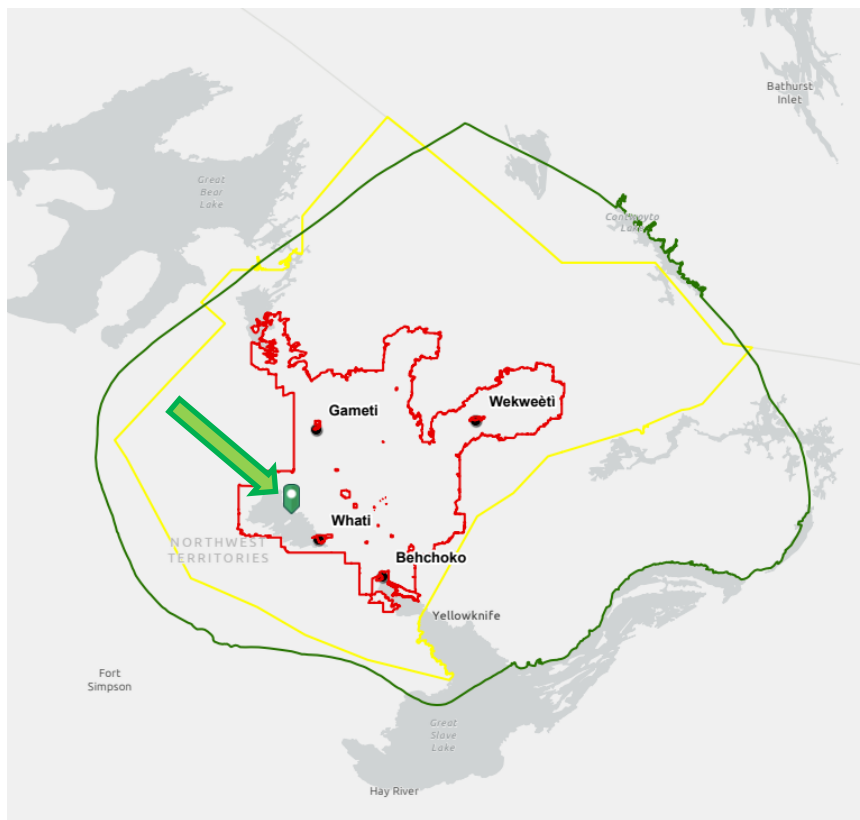 Bathurst
Inlet
Great
Bear
Lake
Contwoyto
Lake
Wekweètì
Gameti
Whati
NORTHWEST
TERRITORIES
Behchoko
Yellowknife
Fort
Simpson
Great
Slave
Lake
Hay River